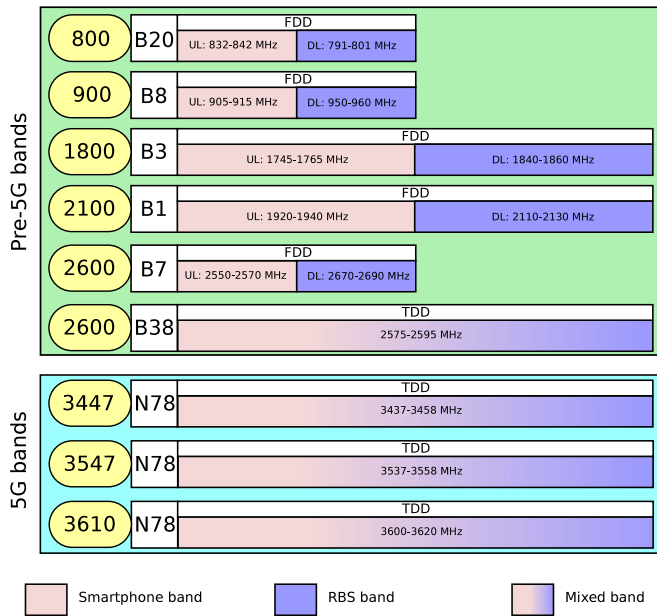 Pre-5G bands
800 B20 FDD
UL: 832-842 MHz DL: 791-801 MHz
900 B8 FDD
UL: 905-915 MHz DL: 950-960 MHz
1800 B3 FDD
UL: 1745-1765 MHz DL: 1840-1860 MHz
2100 B1 FDD
UL: 1920-1940 MHz DL: 2110-2130 MHz
2600 B7 FDD
UL: 2550-2570 MHz DL: 2670-2690 MHz
2600 B38 TDD
2575-2595 MHz
5G bands
3447 N78 TDD
3437-3458 MHz
3547 N78 TDD
3537-3558 MHz
3610 N78 TDD
3600-3620 MHz
Smartphone band RBS band Mixed band